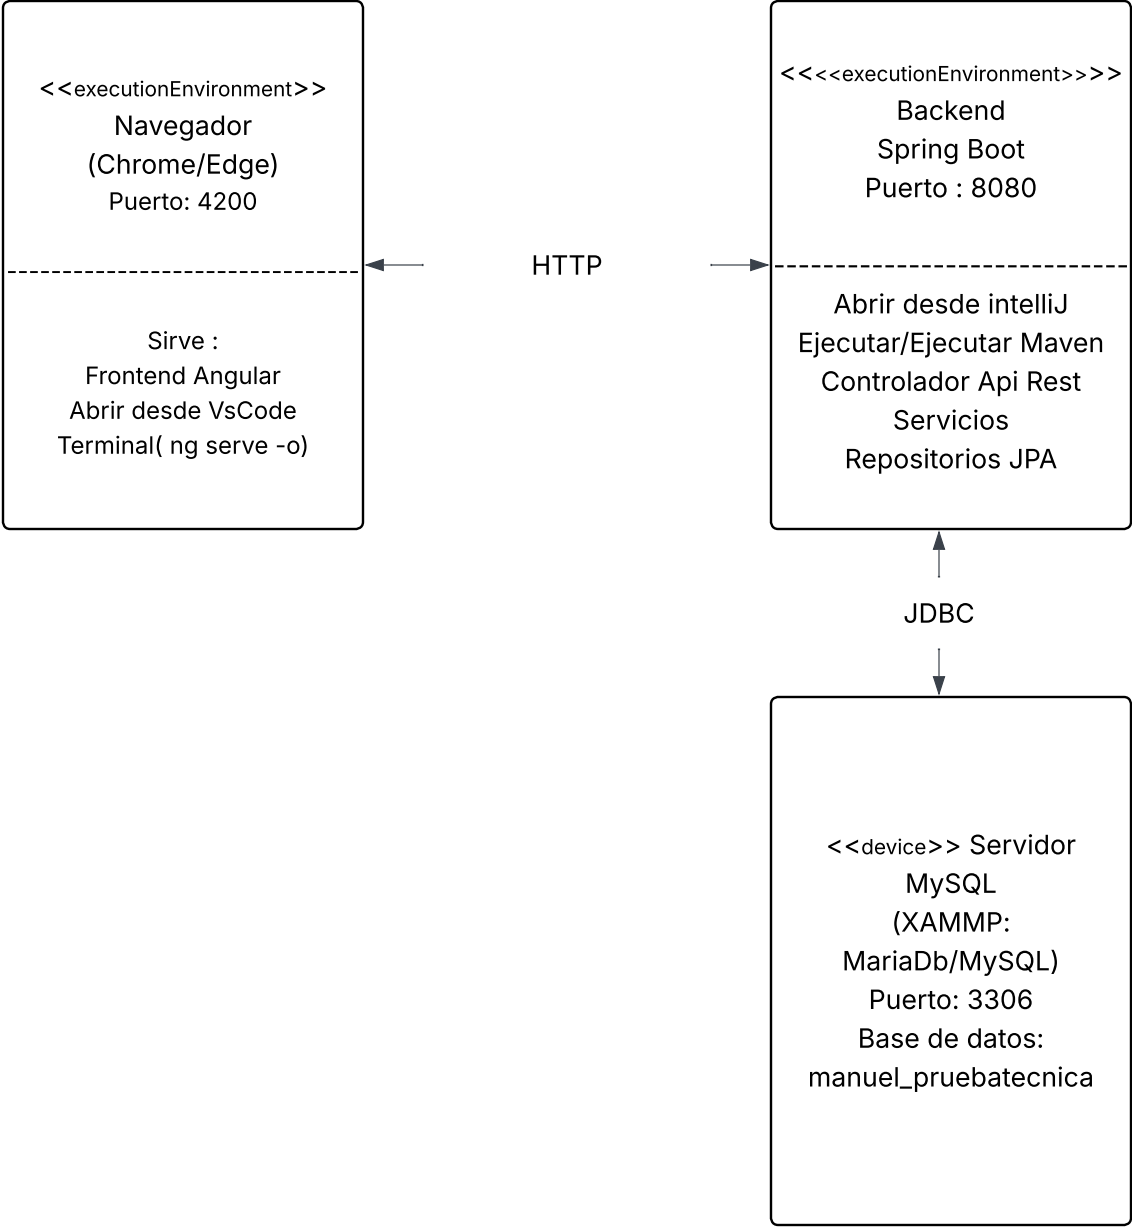 <<executionEnvironment>>
Navegador
(Chrome/Edge)
Puerto: 4200
Sirve :
Frontend Angular
Abrir desde VsCode
Terminal( ng serve -o)
HTTP
<<<<executionEnvironment>>>>
Backend
Spring Boot
Puerto : 8080
Abrir desde intelliJ
Ejecutar/Ejecutar Maven
Controlador Api Rest
Servicios
Repositorios JPA
JDBC
<<device>> Servidor
MySQL
(XAMMP:
MariaDb/MySQL)
Puerto: 3306
Base de datos:
manuel_pruebatecnica